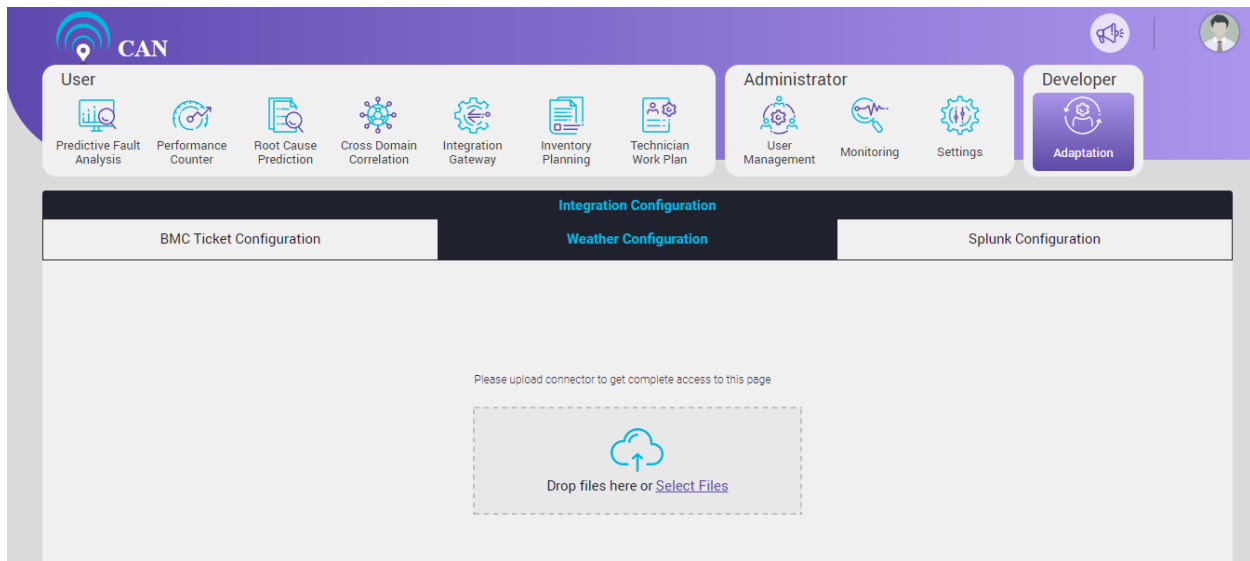 CAN
User
Administrator
Developer
Predictive Fault
Analysis
Performance
Counter
Root Cause
Prediction
Cross Domain
Correlation
Integration
Gateway
Inventory
Planning
Technician
Work Plan
User
Management
Monitoring
Settings
Adaptation
Integration Configuration
BMC Ticket Configuration
Weather Configuration
Splunk Configuration
Please upload connector to get complete access to this page
Drop files here or Select Files